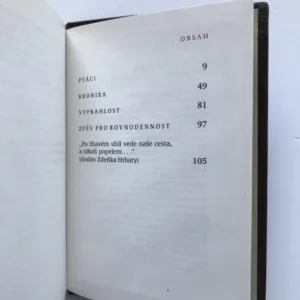 OBSAH
PTÁCI 9
KRONIKA 49
VYPRAHLOST 81
ZPĚV PRO ROVNODENNOST 97
„Po žhavém uhlí vede naše cesta,
a nikoli popelem . . .“
(doslov Zdeňka Hrbaty) 105